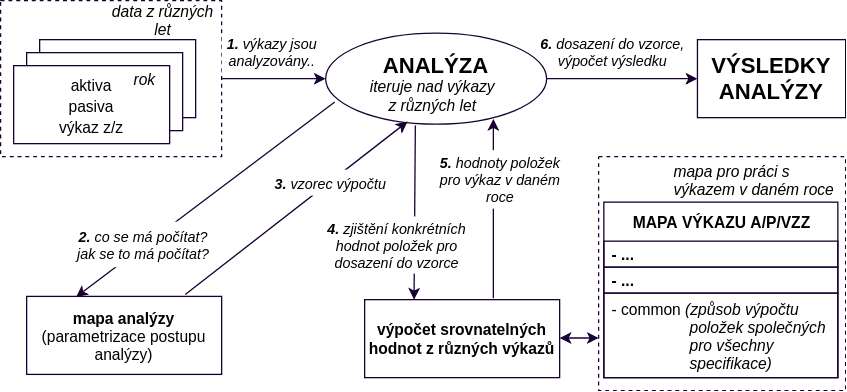 data z různých
let
rok
aktiva
pasiva
výkaz z/z
1. výkazy jsou
analyzovány..
ANALÝZA
iteruje nad výkazy
z různých let
6. dosazení do vzorce,
výpočet výsledku
VÝSLEDKY
ANALÝZY
2. co se má počítat?
jak se to má počítat?
3. vzorec výpočtu
4. zjištění konkrétních
hodnot položek pro
dosazení do vzorce
5. hodnoty položek
pro výkaz v daném
roce
mapa analýzy
(parametrizace postupu
analýzy)
výpočet srovnatelných
hodnot z různých výkazů
mapa pro práci s
výkazem v daném roce
MAPA VÝKAZU A/P/VZZ
- ...
- ...
- common (způsob výpočtu
položek společných
pro všechny
specifikace)